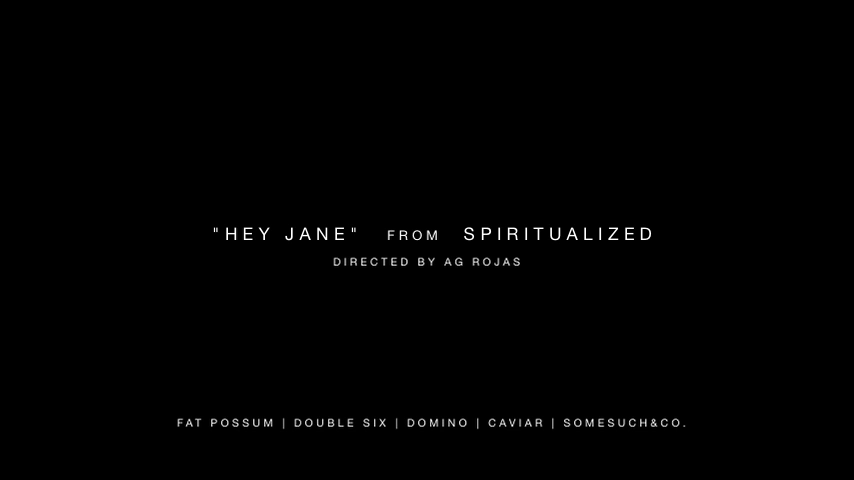 "HEY JANE" FROM SPIRITUALIZED
DIRECTED BY AG ROJAS
FAT POSSUM | DOUBLE SIX | DOMINO | CAVIAR | SOMESUCH&CO.